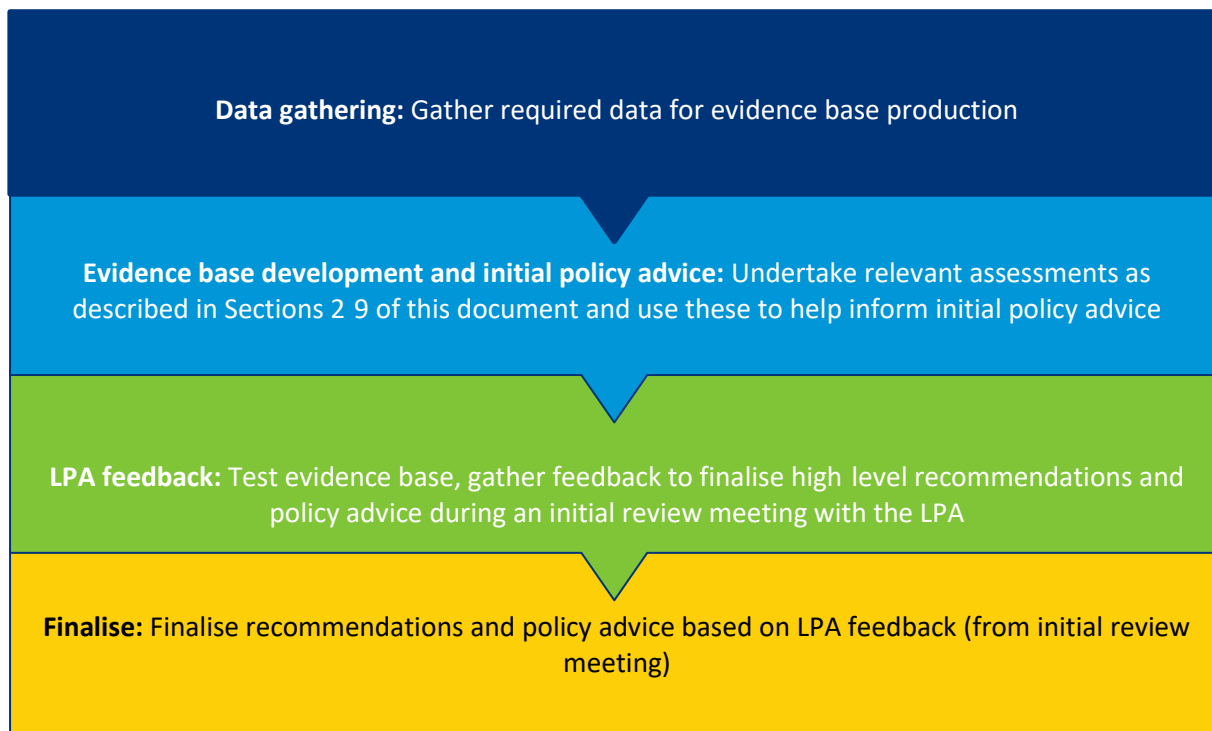 Data gathering: Gather required data for evidence base production
Evidence base development and initial policy advice: Undertake relevant assessments as
described in Sections 2 9 of this document and use these to help inform initial policy advice
LPA feedback: Test evidence base, gather feedback to finalise high level recommendations and
policy advice during an initial review meeting with the LPA
Finalise: Finalise recommendations and policy advice based on LPA feedback (from initial review
meeting)